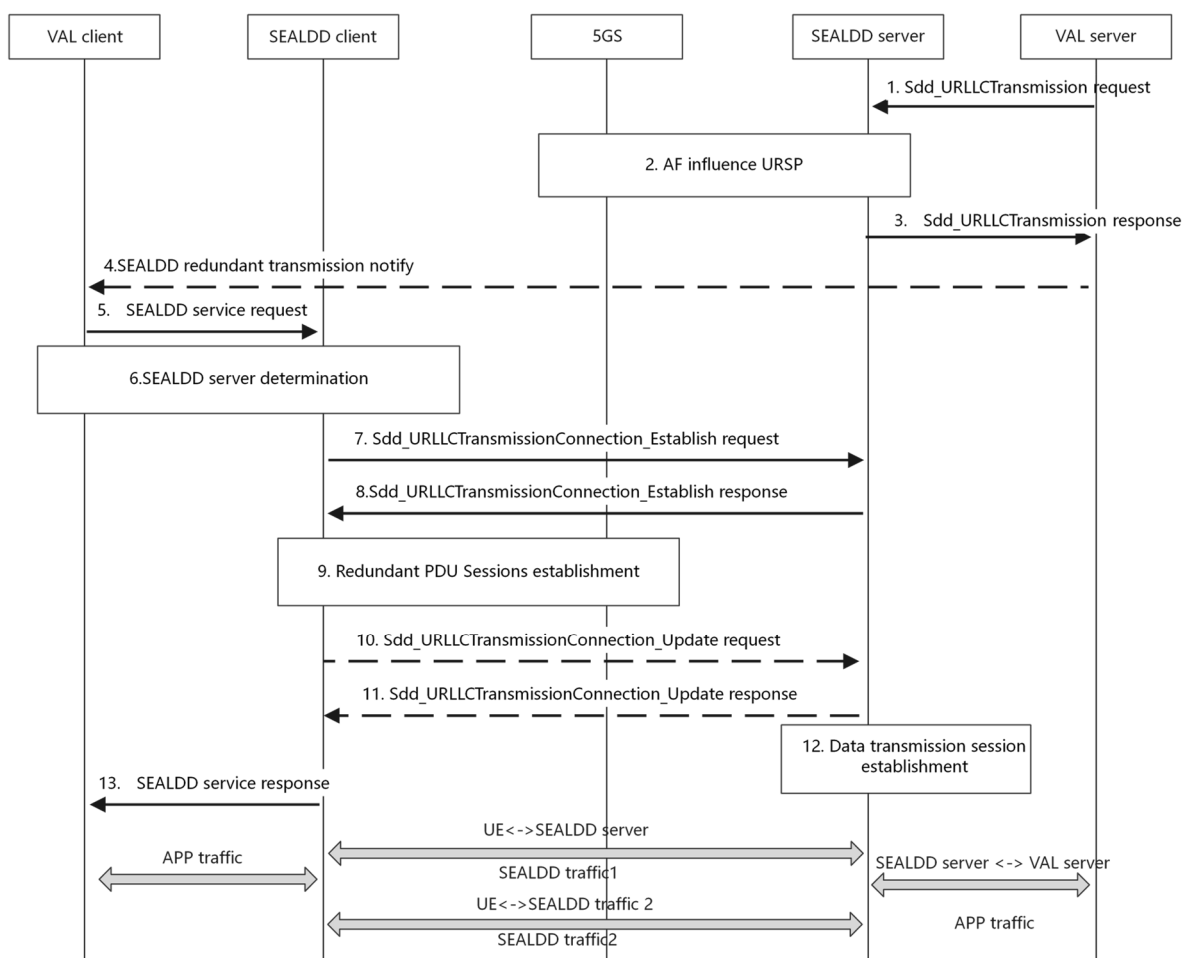 VAL client
SEALDD client
5GS
SEALDD server
VAL server
1. Sdd_URLLCTransmission request
2. AF influence URSP
3. Sdd_URLLCTransmission response
4.SEALDD redundant transmission notify
5. SEALDD service request
6.SEALDD server determination
7. Sdd_URLLCTransmissionConnection_Establish request
8.Sdd_URLLCTransmissionConnection_Establish response
9. Redundant PDU Sessions establishment
10. Sdd_URLLCTransmissionConnection_Update request
11. Sdd_URLLCTransmissionConnection_Update response
12. Data transmission session
establishment
13. SEALDD service response
UE<->SEALDD server
APP traffic
SEALDD traffic1
SEALDD server <-> VAL server
UE<->SEALDD traffic 2
APP traffic
SEALDD traffic2